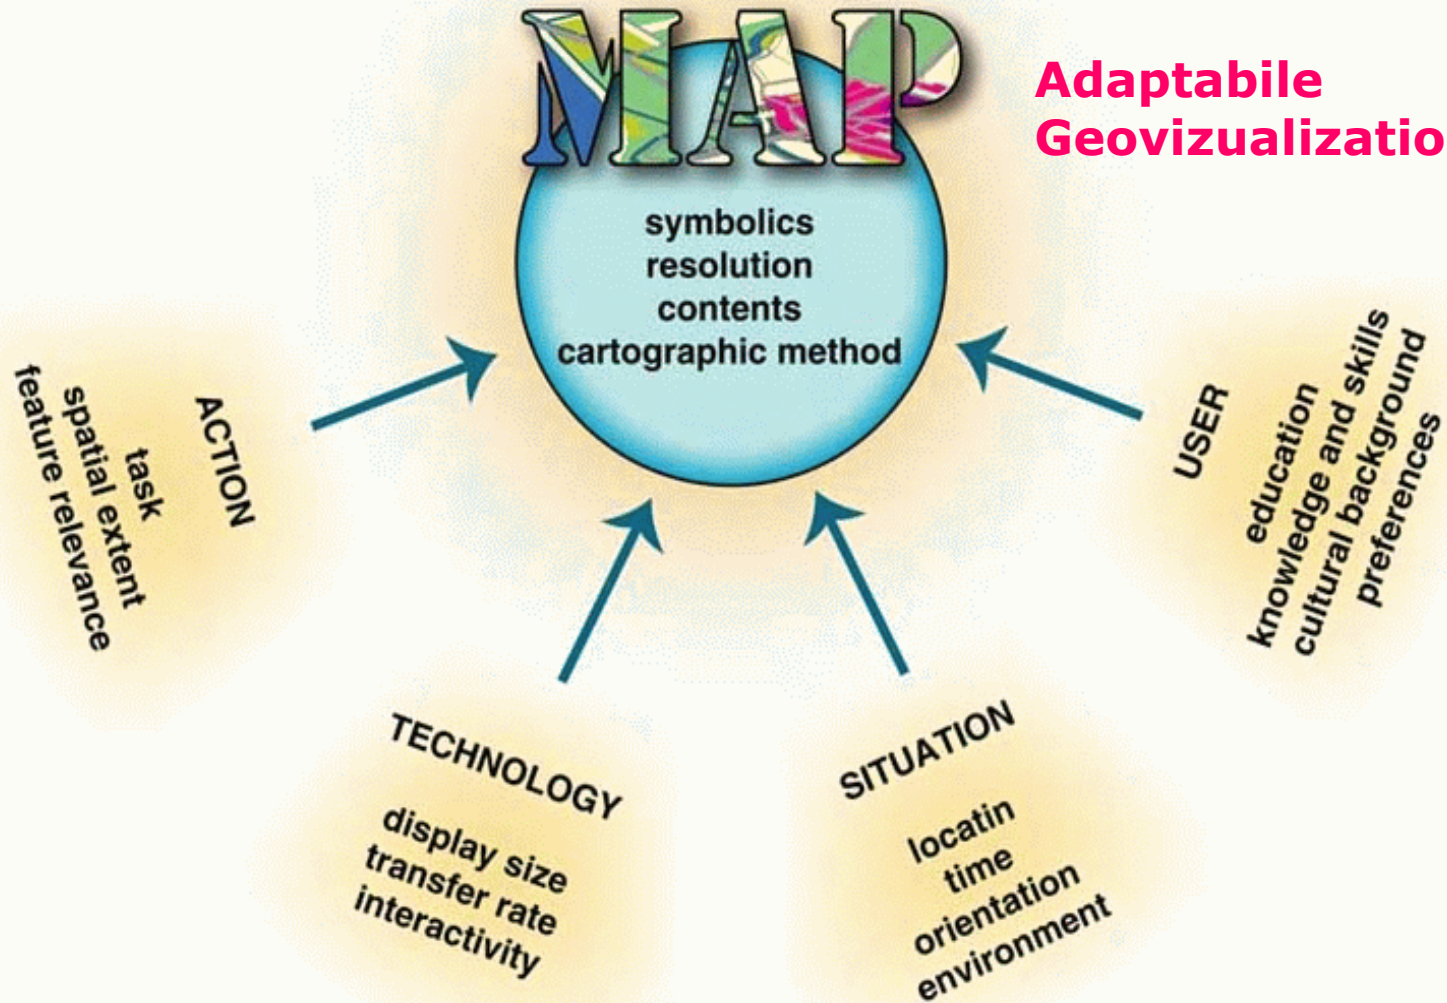 MAP
Adaptabile
Geovizualizatio
symbolics
resolution
contents
cartographic method
ACTION
task
spatial extent
feature relevance
TECHNOLOGY
display size
transfer rate
interactivity
SITUATION
locatin
time
orientation
environment
USER
education
knowledge and skills
cultural background
preferences